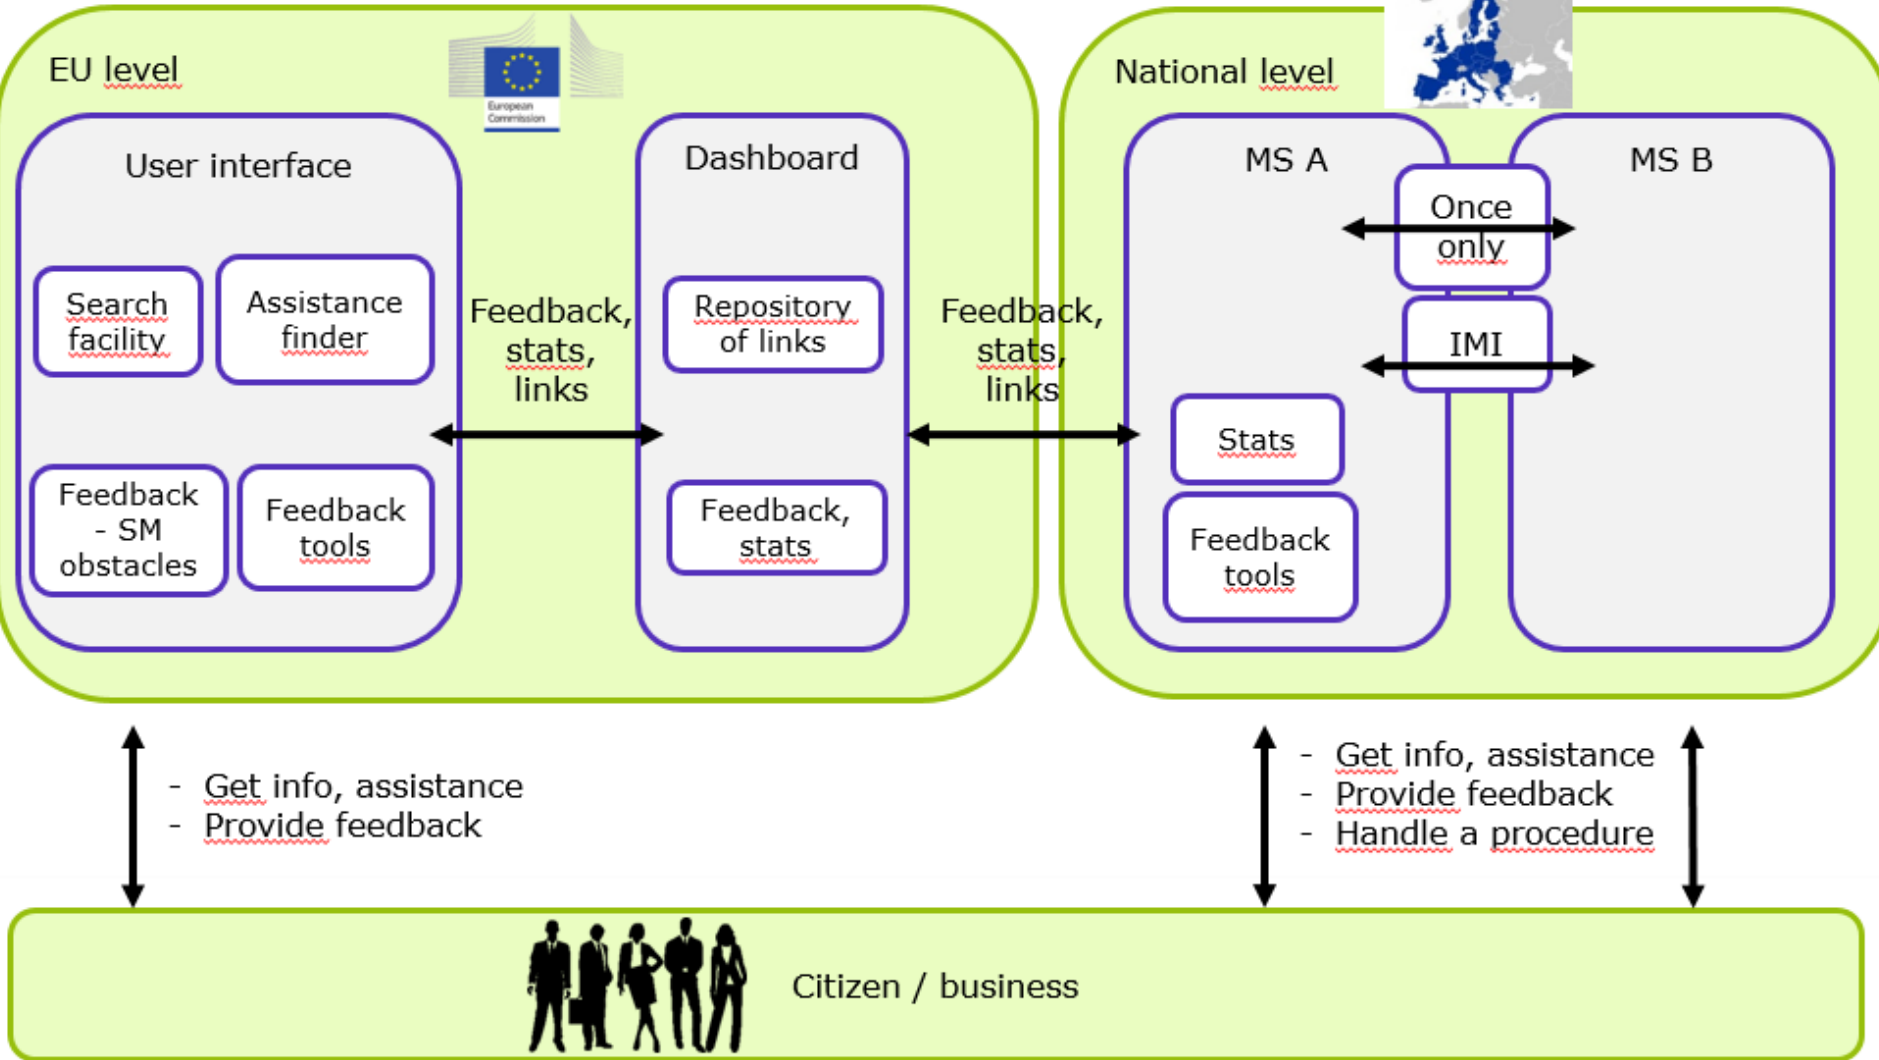 EU level
European
Commission
National level
User interface
Search
facility
Assistance
finder
Feedback
- SM
obstacles
Feedback
tools
Feedback,
stats,
links
Dashboard
Repository
of links
Feedback,
stats
Feedback,
stats,
links
MS A
MS B
Once
only
IMI
Stats
Feedback
tools
- Get info, assistance
- Provide feedback
- Get info, assistance
- Provide feedback
- Handle a procedure
Citizen / business